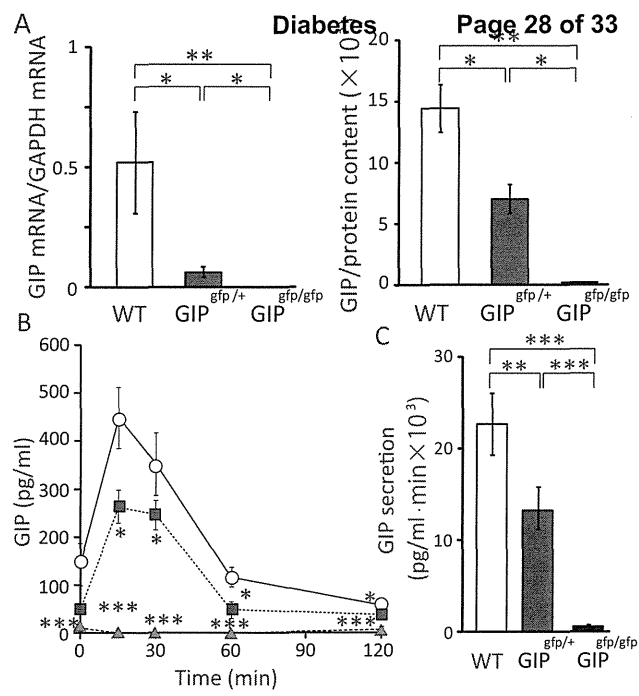 Diabetes Page 28 of 33
A
GIP mRNA/GAPDH mRNA
1
0.5
0
**
* *
WT GIP gfp/+ GIP gfp/gfp
GIP/protein content (×10
20
15
10
5
0
**
* *
WT GIP gfp/+ GIP gfp/gfp
B
GIP (pg/ml)
600
500
400
300
200
100
0
* * * *
*** *** *** *** ***
0 30 60 90 120
Time (min)
C
GIP secretion
(pg/ml·min×10³)
30
20
10
0
***
** ***
WT GIP gfp/+ GIP gfp/gfp